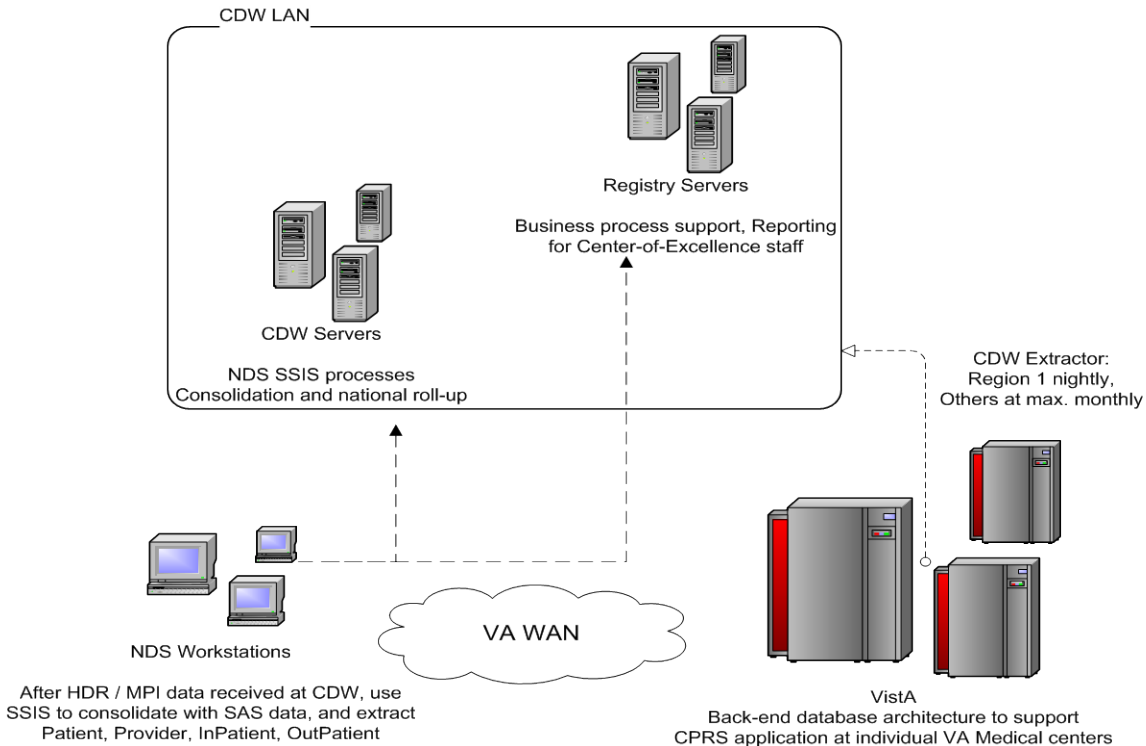 CDW LAN
Registry Servers
Business process support, Reporting
for Center-of-Excellence staff
CDW Servers
NDS SSIS processes
Consolidation and national roll-up
CDW Extractor:
Region 1 nightly,
Others at max. monthly
NDS Workstations
After HDR / MPI data received at CDW, use
SSIS to consolidate with SAS data, and extract
Patient, Provider, InPatient, OutPatient
VA WAN
VistA
Back-end database architecture to support
CPRS application at individual VA Medical centers